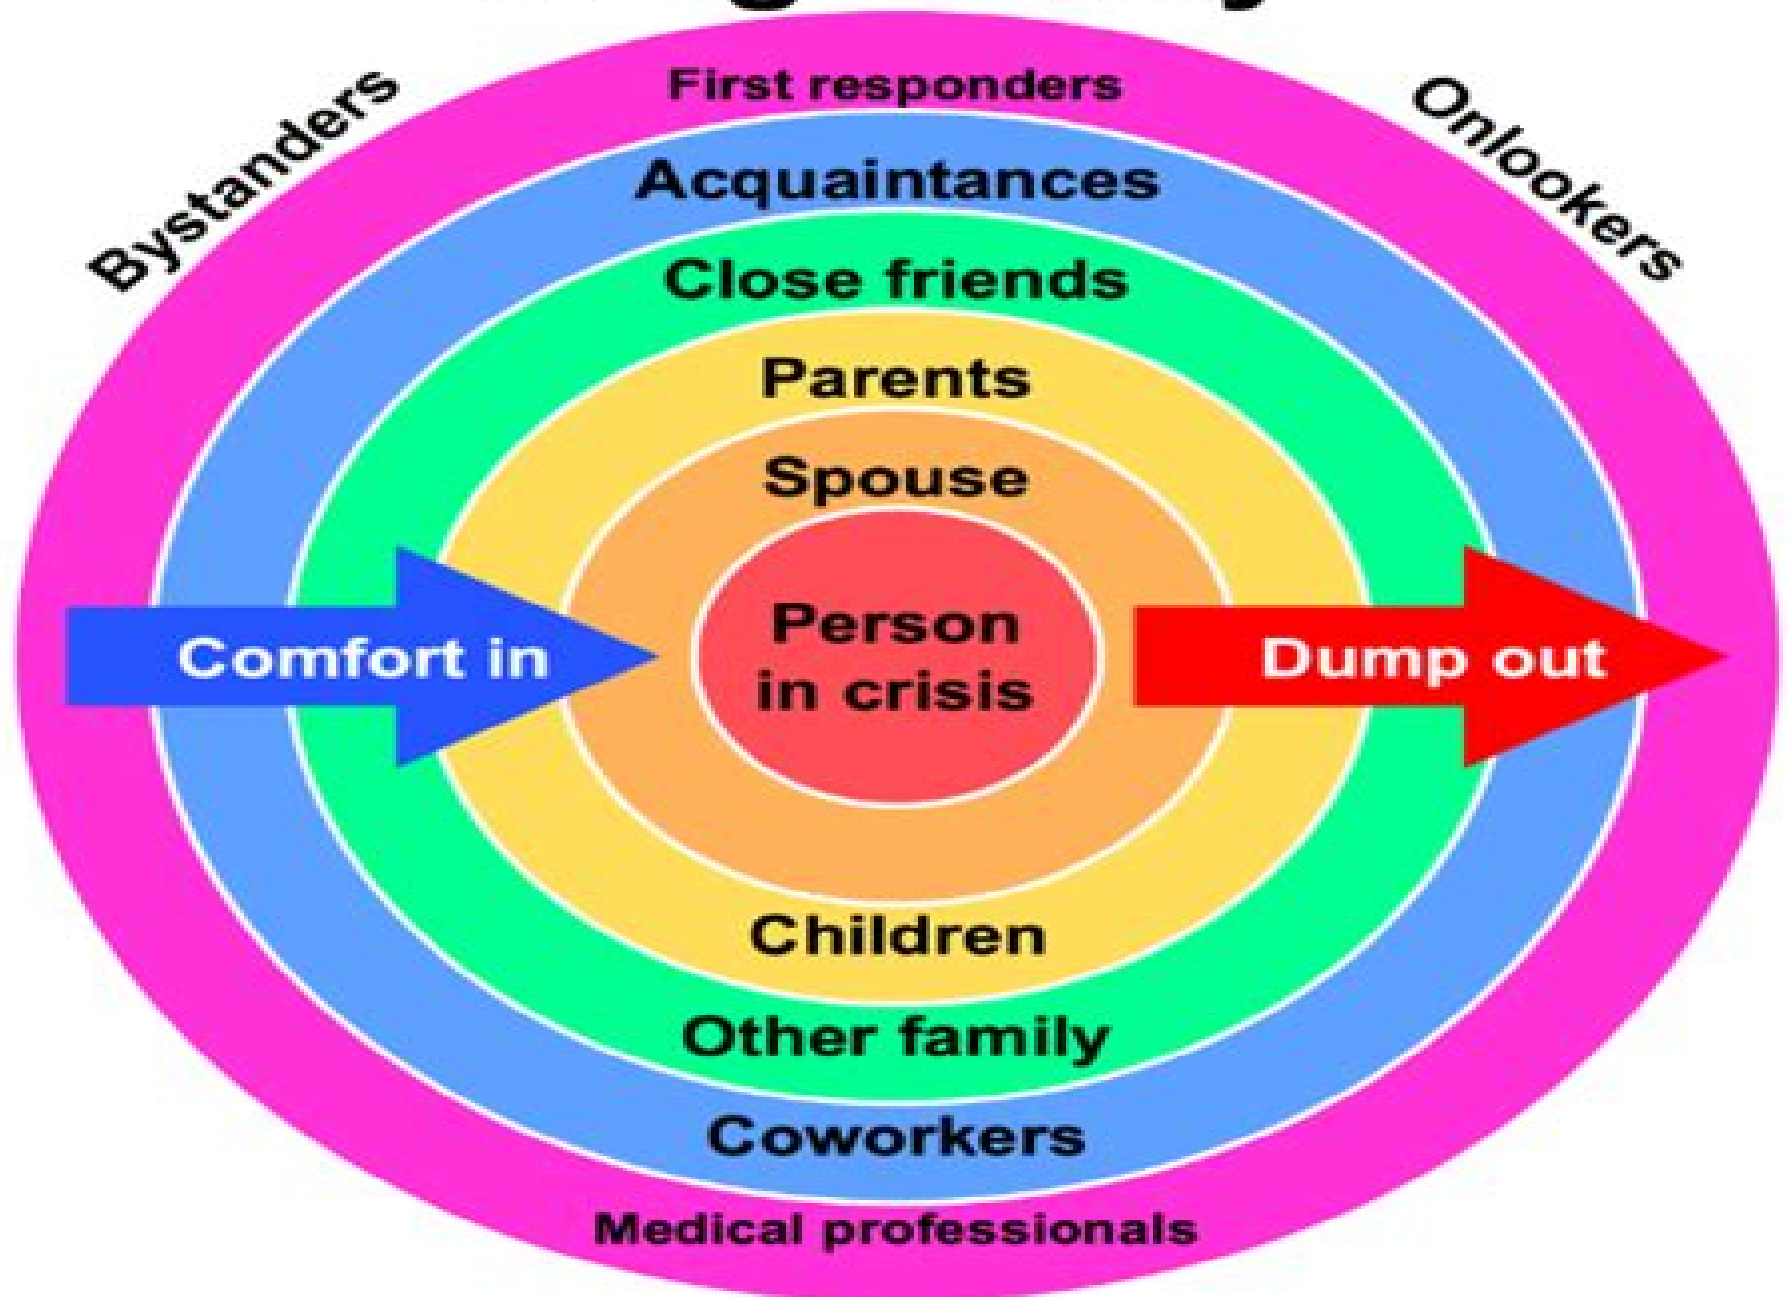 First responders
Bystanders
Onlookers
Acquaintances
Close friends
Parents
Spouse
Person
in crisis
Comfort in
Dump out
Children
Other family
Coworkers
Medical professionals